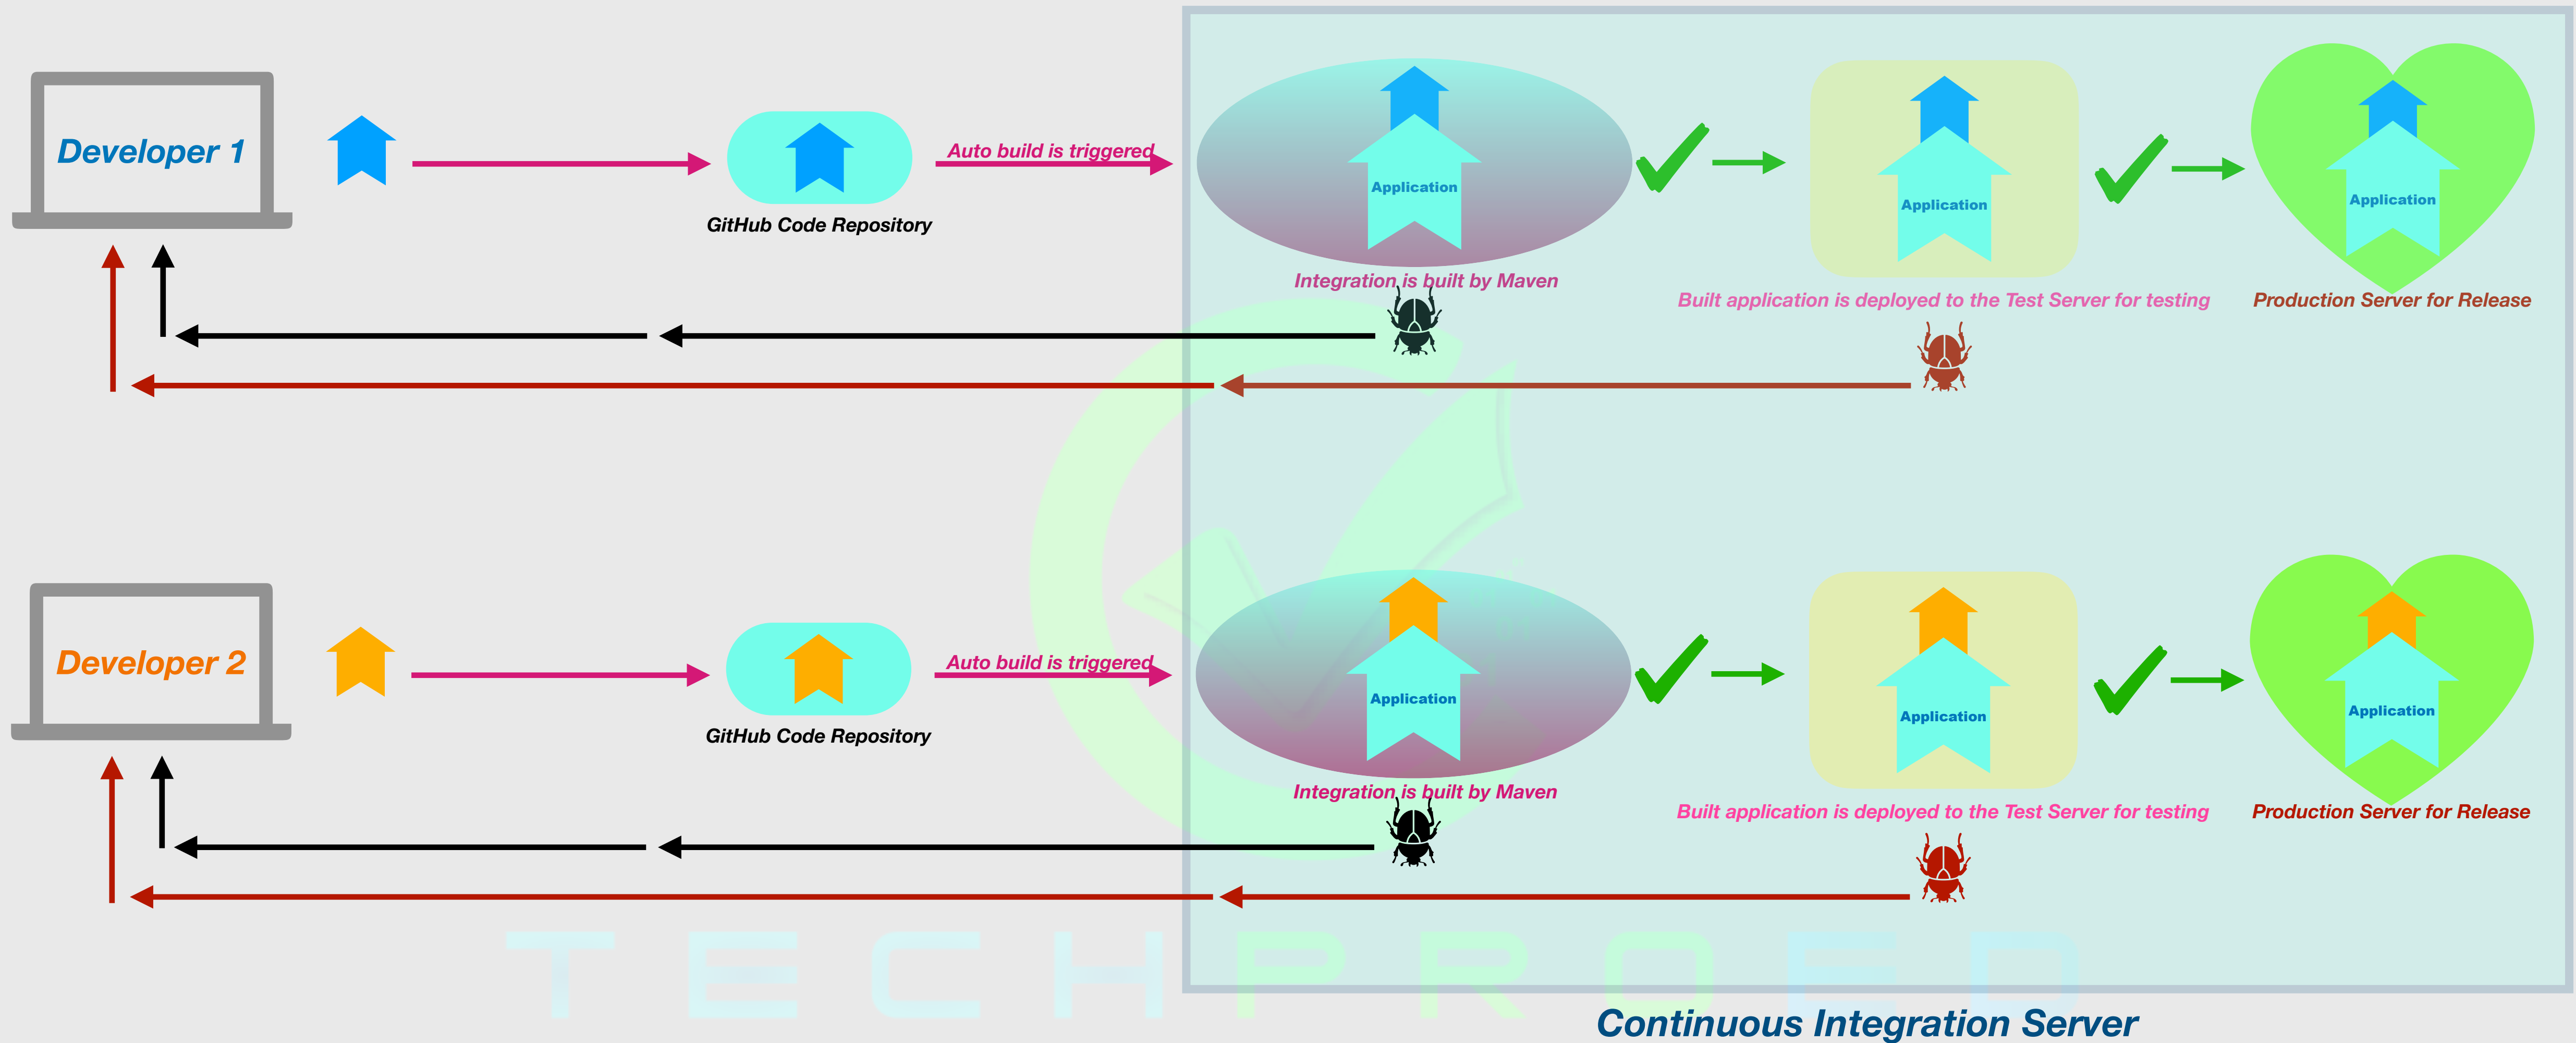 Developer 1
GitHub Code Repository
Auto build is triggered
Application
Integration is built by Maven
Application
Built application is deployed to the Test Server for testing
Application
Production Server for Release
Developer 2
GitHub Code Repository
Auto build is triggered
Application
Integration is built by Maven
Application
Built application is deployed to the Test Server for testing
Application
Production Server for Release
TECHPROED
Continuous Integration Server